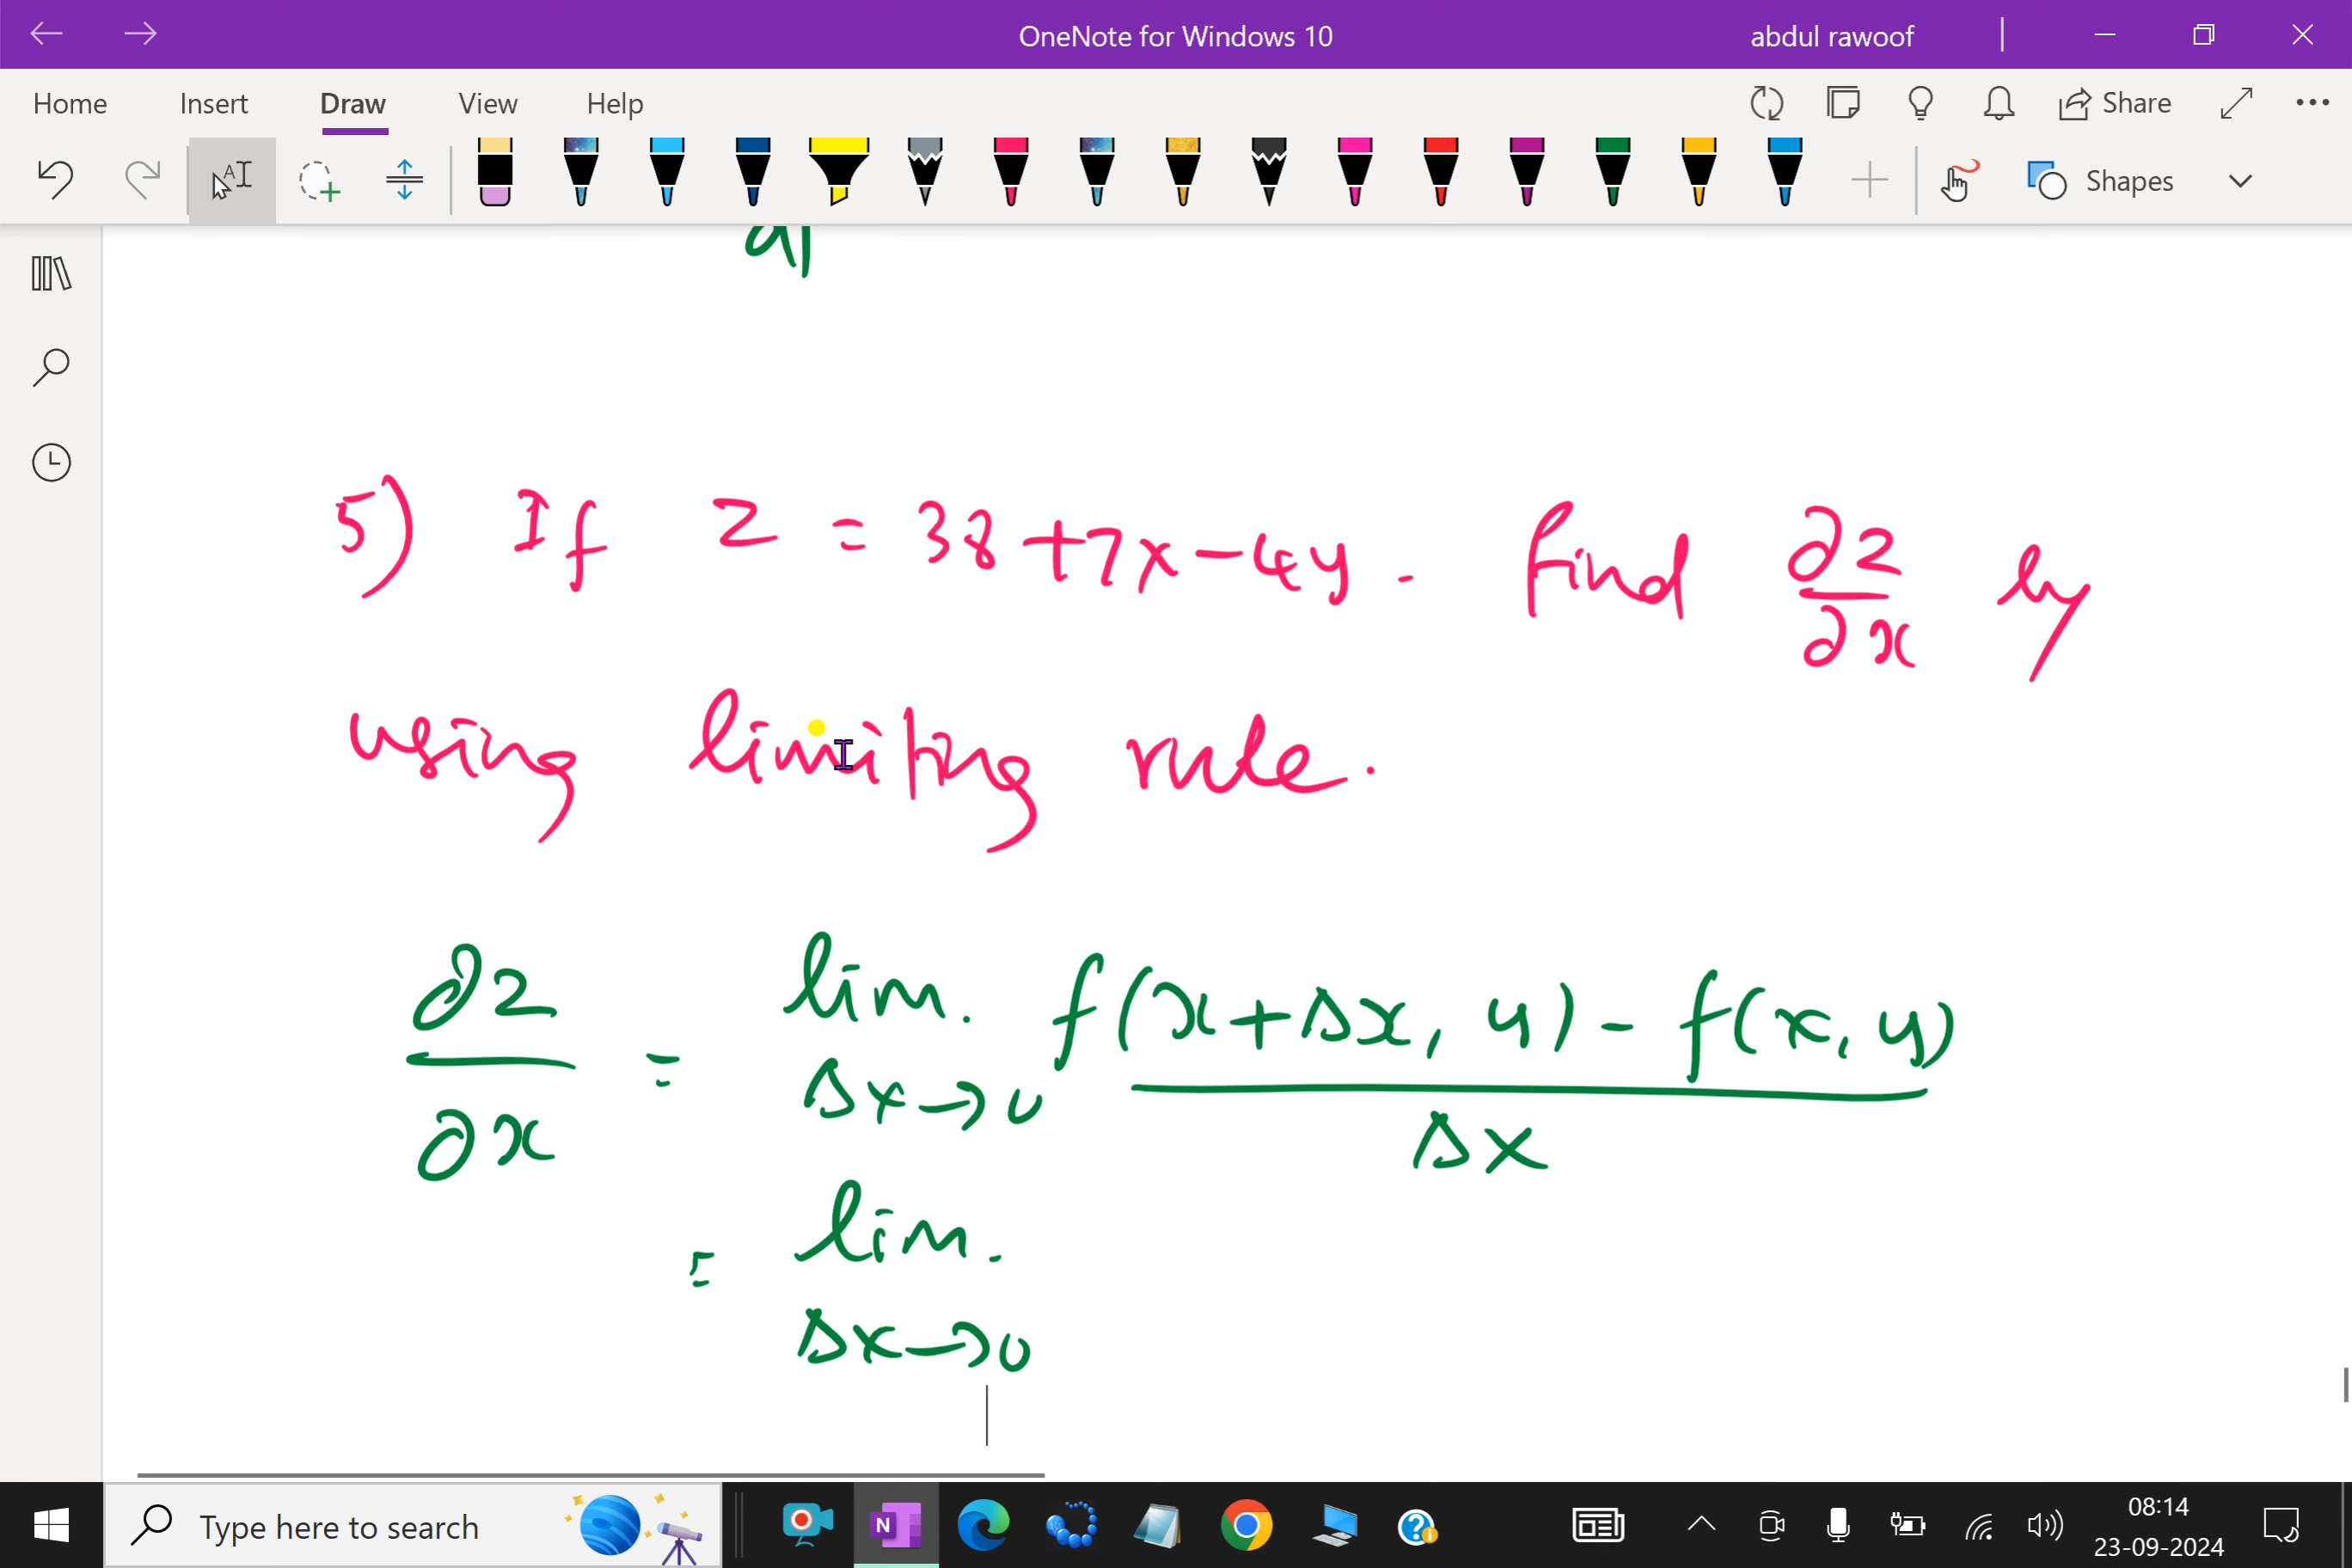 OneNote for Windows 10
abdul rawoof
Home Insert Draw View Help
Share
Shapes
5) If z = 38 + 7x - 4y. Find ∂z/∂x by
using limiting rule.
∂z/∂x = lim. Δx→0 f(x+Δx, y) - f(x, y) / Δx
= lim. Δx→0
Type here to search
08:14
23-09-2024